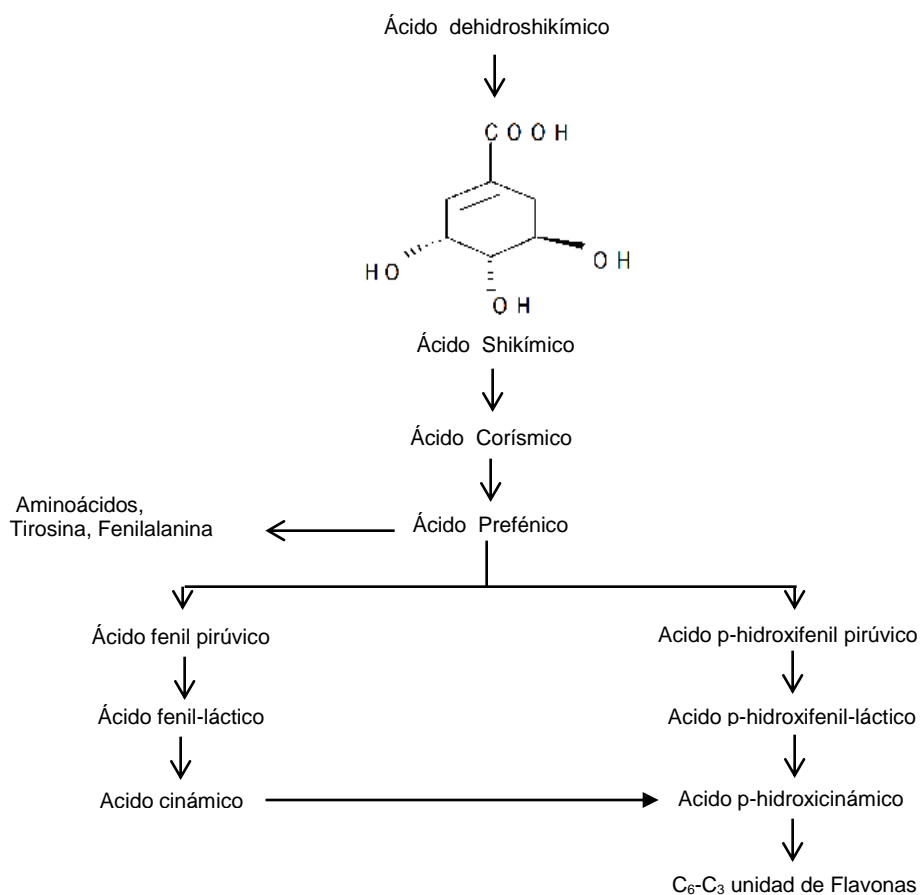 Ácido dehidroshikímico
COOH
HO
OH
OH
Ácido Shikímico
Ácido Corísmico
Aminoácidos,
Tirosina, Fenilalanina
Ácido Prefénico
Ácido fenil pirúvico
Acido p-hidroxifenil pirúvico
Ácido fenil-láctico
Acido p-hidroxifenil-láctico
Acido cinámico
Acido p-hidroxicinámico
C₆-C₃ unidad de Flavonas